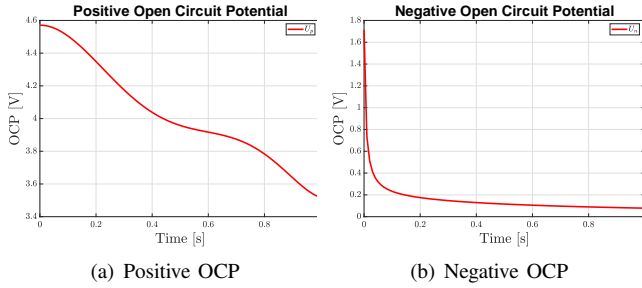 Positive Open Circuit Potential
U_p
4.6
4.4
4.2
4
3.8
3.6
3.4
OCP [V]
0
0.2
0.4
0.6
0.8
Time [s]
(a) Positive OCP
Negative Open Circuit Potential
U_n
1.8
1.6
1.4
1.2
1
0.8
0.6
0.4
0.2
0
OCP [V]
0
0.2
0.4
0.6
0.8
Time [s]
(b) Negative OCP